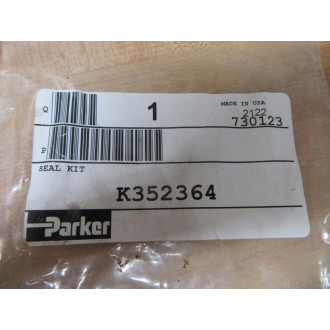 Q
1
MADE IN USA
2122
730123
P
SEAL KIT
K352364
Parker